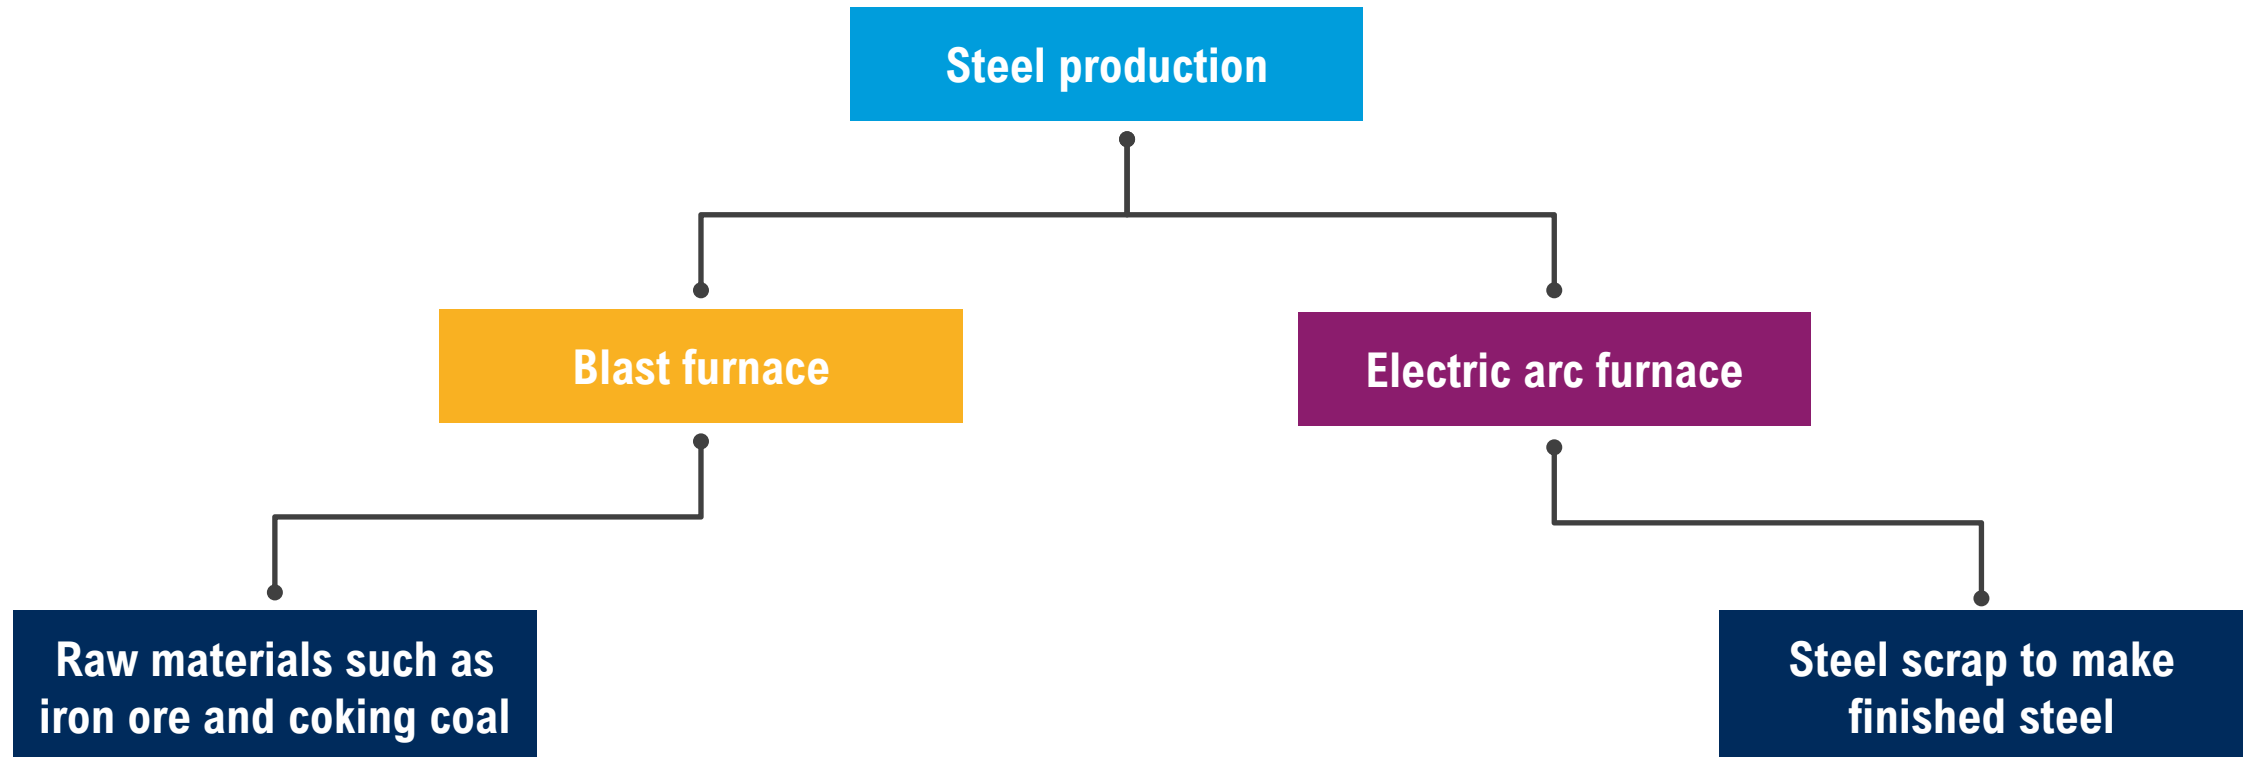 Steel production
Blast furnace
Electric arc furnace
Raw materials such as
iron ore and coking coal
Steel scrap to make
finished steel